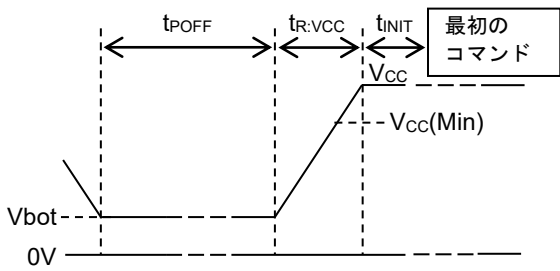 tPOFF
tR:VCC
tINIT
最初の
コマンド
VCC
VCC(Min)
Vbot
0V